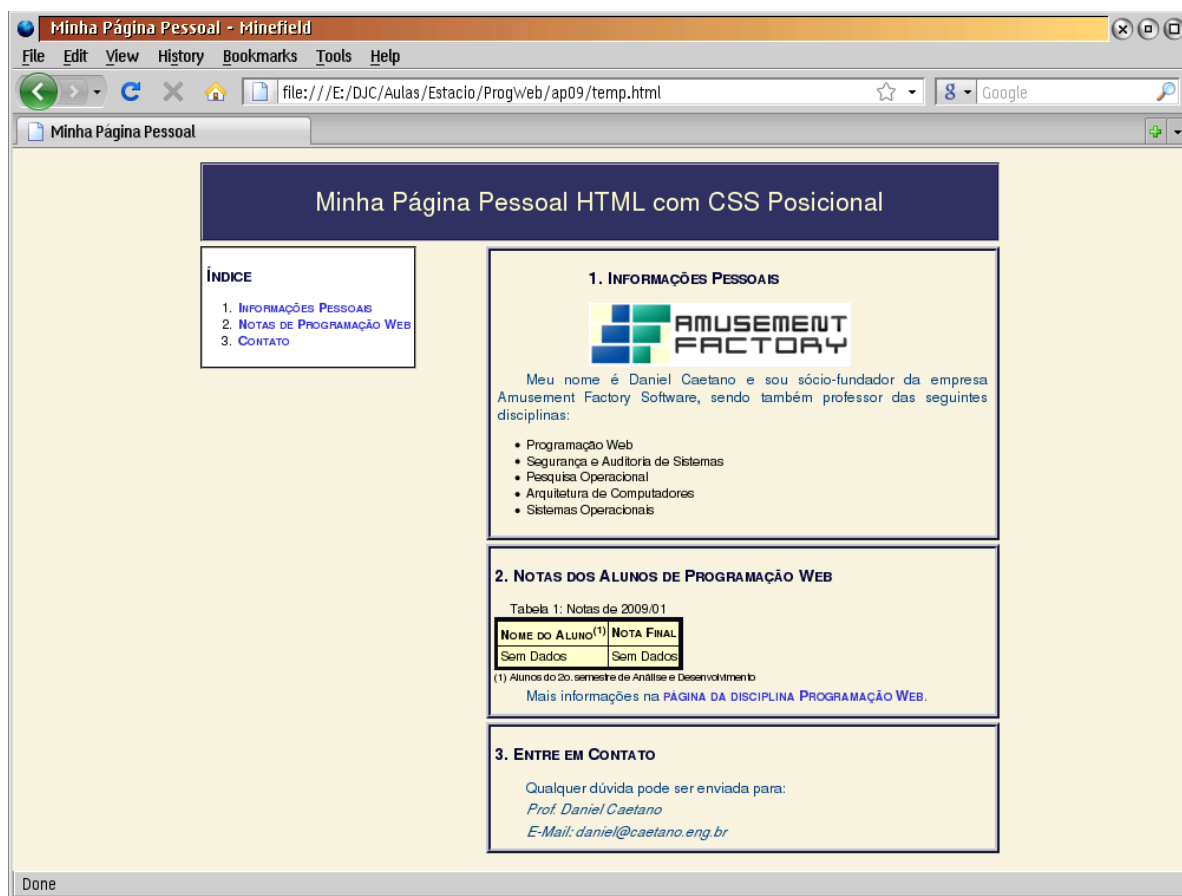 Minha Página Pessoal - Minefield
File Edit View History Bookmarks Tools Help
file:///E:/DJC/Aulas/Estacio/ProgWeb/ap09/temp.html
8 Google
Minha Página Pessoal
Minha Página Pessoal HTML com CSS Posicional
Índice
1. Informações Pessoais
2. Notas de Programação Web
3. Contato
1. Informações Pessoais
AMUSEMENT
FACTORY
Meu nome é Daniel Caetano e sou sócio-fundador da empresa
Amusement Factory Software, sendo também professor das seguintes
disciplinas:
• Programação Web
• Segurança e Auditoria de Sistemas
• Pesquisa Operacional
• Arquitetura de Computadores
• Sistemas Operacionais
2. Notas dos Alunos de Programação Web
Tabela 1: Notas de 2009/01
Nome do Aluno(1) Nota Final
Sem Dados Sem Dados
(1) Alunos do 2o. semestre de Análise e Desenvolvimento
Mais informações na página da disciplina Programação Web.
3. Entre em Contato
Qualquer dúvida pode ser enviada para:
Prof. Daniel Caetano
E-Mail: daniel@caetano.eng.br
Done